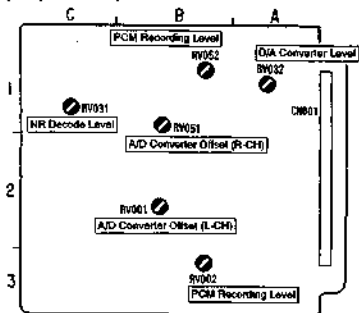 C B A
PCM Recording Level
RV052
D/A Converter Level
RV032
1
CN801
RV031
NR Decode Level
RV051
A/D Converter Offset (R-CH)
2
RV001
A/D Converter Offset (L-CH)
3
RV002
PCM Recording Level